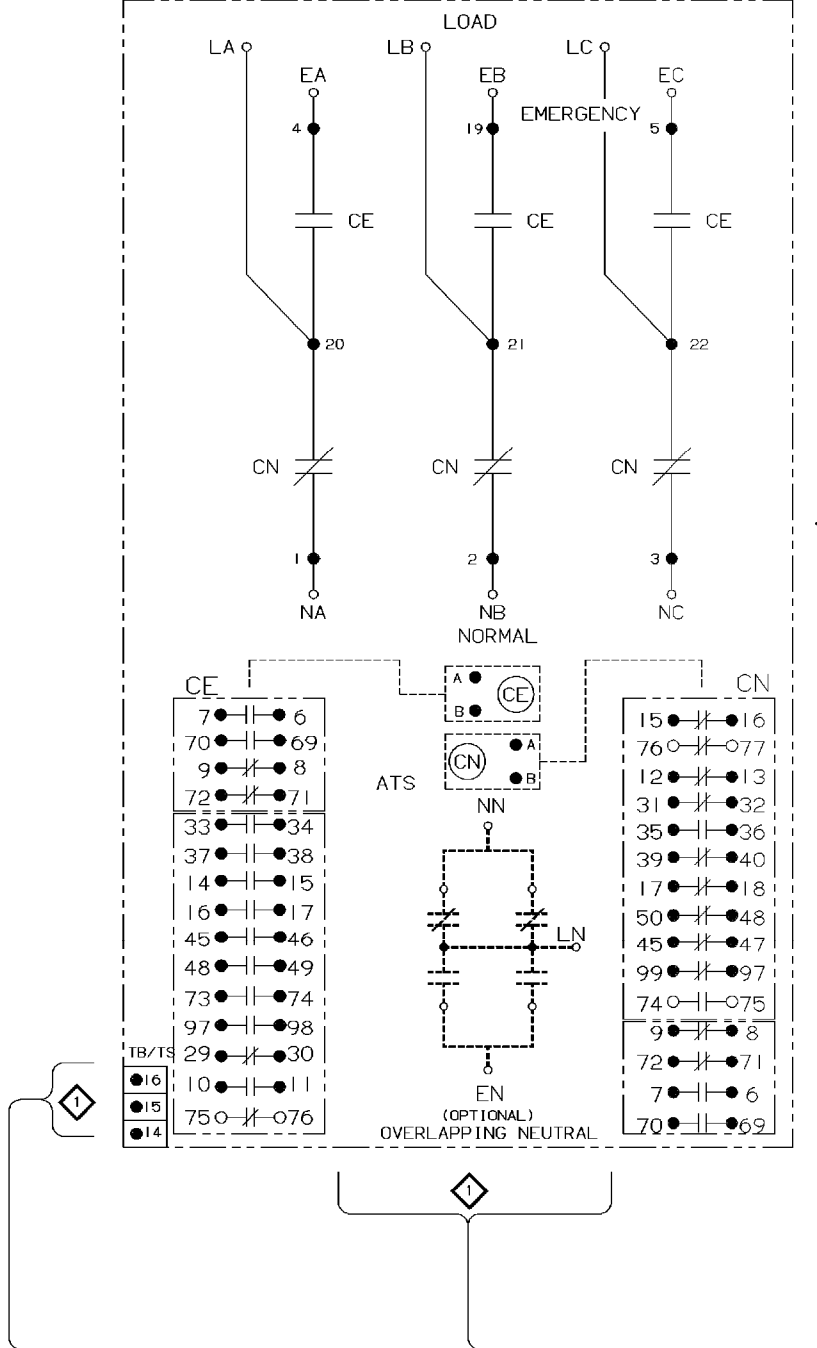 LOAD
LA LB LC
EA EB EC
EMERGENCY
4 19 5
CE CE CE
20 21 22
CN CN CN
1 2 3
NA NB NC
NORMAL
CE
7 6
70 69
9 8
72 71
33 34
37 38
14 15
16 17
45 46
48 49
73 74
97 98
29 30
10 11
75 76
TB/TS
16
15
14
1
A
B
CE
CN
A
B
ATS
NN
LN
EN
(OPTIONAL)
OVERLAPPING NEUTRAL
CN
15 16
76 77
12 13
31 32
35 36
39 40
17 18
50 48
45 47
99 97
74 75
9 8
72 71
7 6
70 69
1